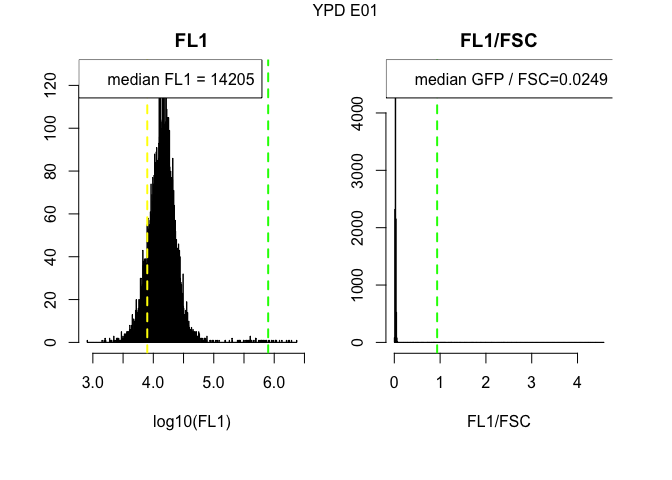 YPD E01
FL1
median FL1 = 14205
0
20
40
60
80
100
120
3.0 4.0 5.0 6.0
log10(FL1)
FL1/FSC
median GFP / FSC=0.0249
0
1000
2000
3000
4000
0 1 2 3 4
FL1/FSC